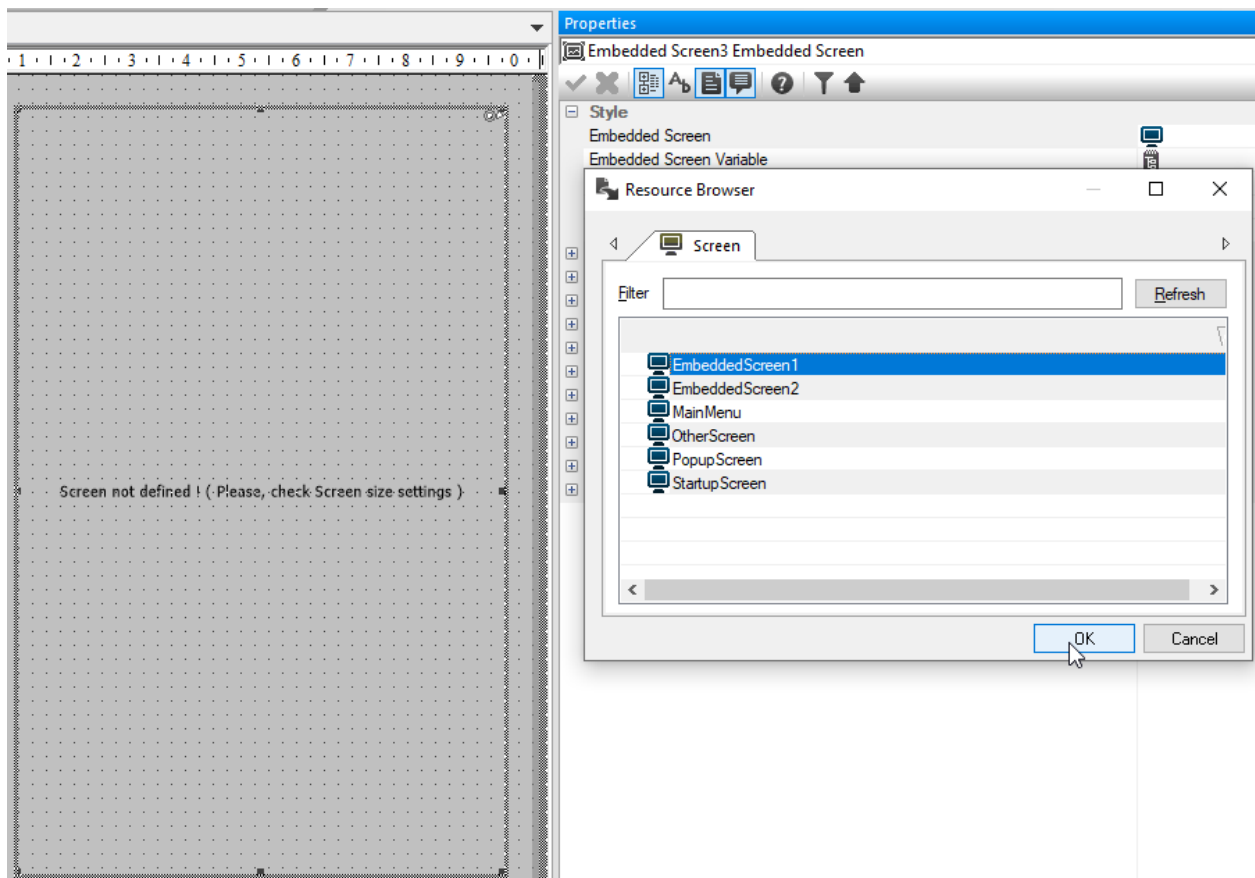 Properties
1 2 3 4 5 6 7 8 9 0
Embedded Screen3 Embedded Screen
Style
Embedded Screen
Embedded Screen Variable
Resource Browser
Screen
Filter
Refresh
EmbeddedScreen1
EmbeddedScreen2
MainMenu
OtherScreen
PopupScreen
StartupScreen
Screen not defined ! ( Please, check Screen size settings )
OK
Cancel